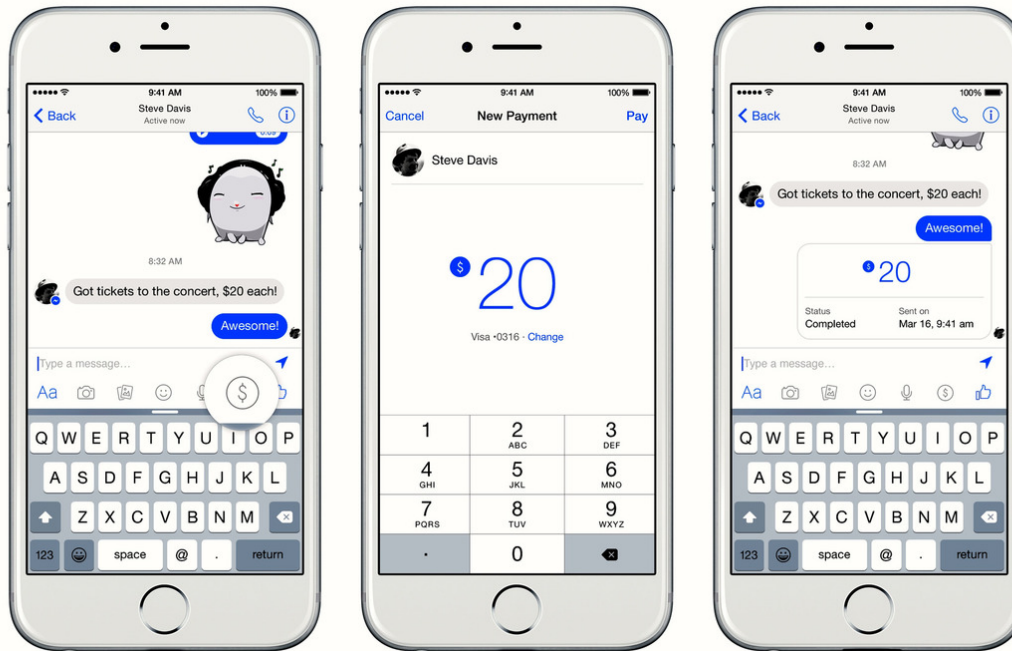 9:41 AM
100%
Back
Steve Davis
Active now
0:09
8:32 AM
Got tickets to the concert, $20 each!
Awesome!
Type a message...
Aa
$
Q W E R T Y U I O P
A S D F G H J K L
Z X C V B N M
123
space
@
.
return
9:41 AM
100%
Cancel
New Payment
Pay
Steve Davis
$ 20
Visa •0316 - Change
1
2
ABC
3
DEF
4
GHI
5
JKL
6
MNO
7
PQRS
8
TUV
9
WXYZ
.
0
9:41 AM
100%
Back
Steve Davis
Active now
8:32 AM
Got tickets to the concert, $20 each!
Awesome!
$ 20
Status
Completed
Sent on
Mar 16, 9:41 am
Type a message...
Aa
$
Q W E R T Y U I O P
A S D F G H J K L
Z X C V B N M
123
space
@
.
return